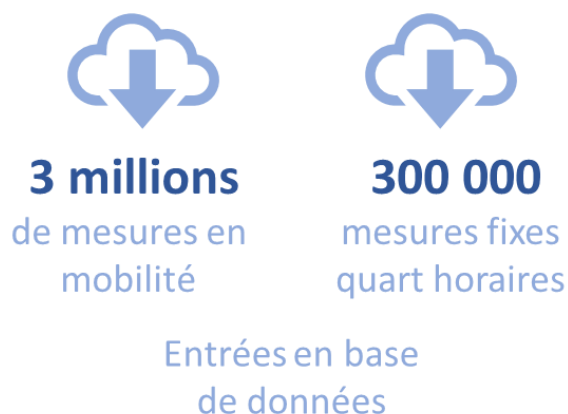 3 millions
de mesures en
mobilité
300 000
mesures fixes
quart horaires
Entrées en base
de données